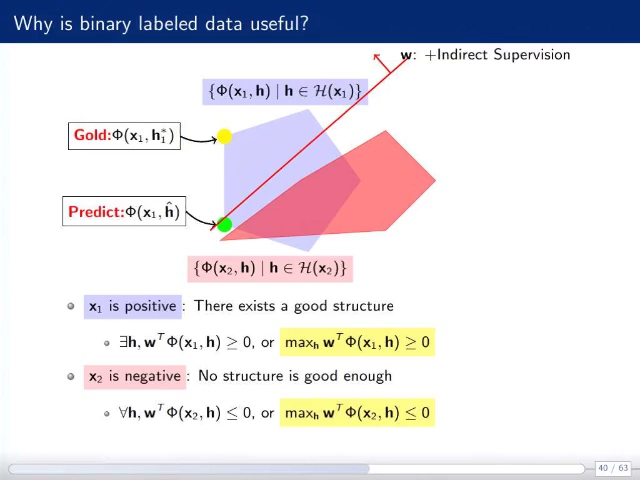 Why is binary labeled data useful?
w: +Indirect Supervision
{Φ(x₁, h) | h ∈ ℋ(x₁)}
Gold:Φ(x₁, h₁*)
Predict:Φ(x₁, ĥ)
{Φ(x₂, h) | h ∈ ℋ(x₂)}
x₁ is positive : There exists a good structure
∃h, wᵀΦ(x₁, h) ≥ 0, or maxₕ wᵀΦ(x₁, h) ≥ 0
x₂ is negative : No structure is good enough
∀h, wᵀΦ(x₂, h) ≤ 0, or maxₕ wᵀΦ(x₂, h) ≤ 0
40 / 63